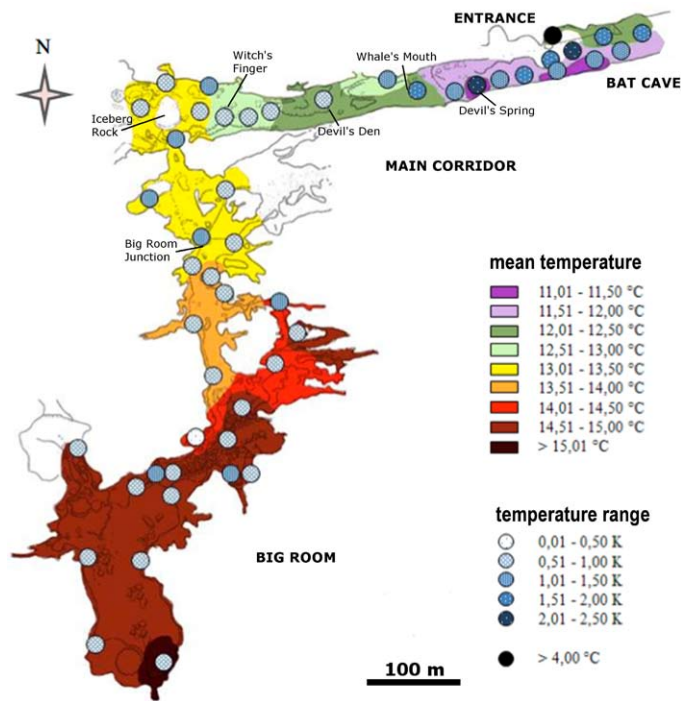 ENTRANCE
N
Witch's
Finger
Whale's Mouth
BAT CAVE
Iceberg
Rock
Devil's Den
Devil's Spring
MAIN CORRIDOR
Big Room
Junction
mean temperature
11,01 - 11,50 °C
11,51 - 12,00 °C
12,01 - 12,50 °C
12,51 - 13,00 °C
13,01 - 13,50 °C
13,51 - 14,00 °C
14,01 - 14,50 °C
14,51 - 15,00 °C
> 15,01 °C
temperature range
0,01 - 0,50 K
0,51 - 1,00 K
1,01 - 1,50 K
1,51 - 2,00 K
2,01 - 2,50 K
> 4,00 °C
BIG ROOM
100 m